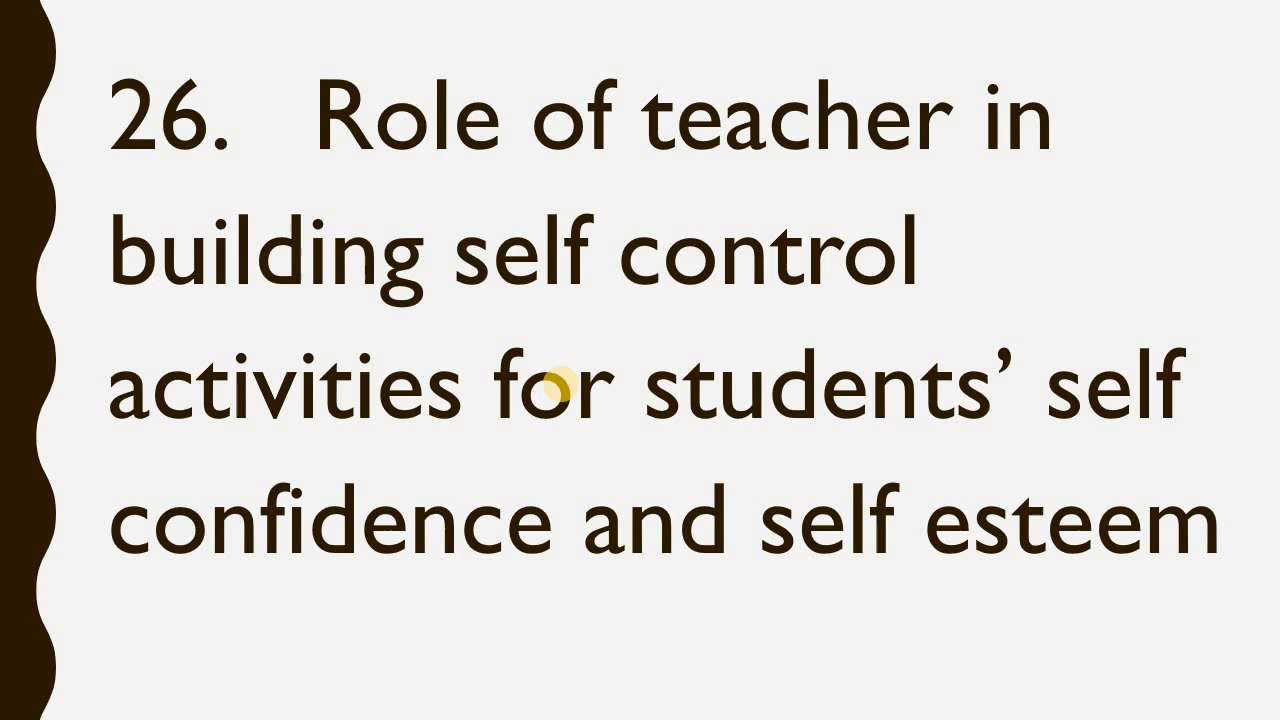 26. Role of teacher in
building self control
activities for students’ self
confidence and self esteem